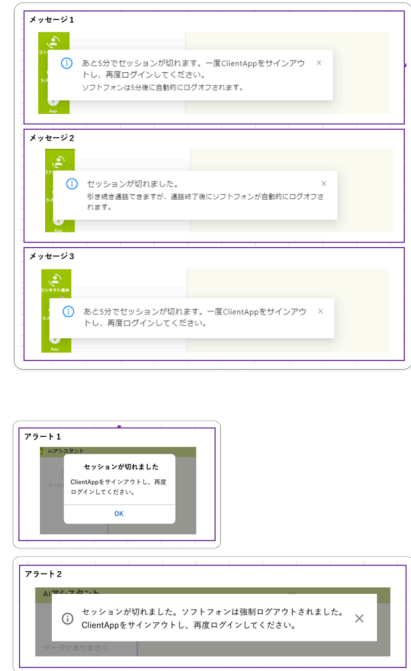 メッセージ1
あと5分でセッションが切れます。一度ClientAppをサインアウ
トし、再度ログインしてください。
ソフトフォンは5分後に自動的にログオフされます。
メッセージ2
セッションが切れました。
引き続き通話できますが、通話終了後にソフトフォンが自動的にログオフさ
れます。
メッセージ3
コンタクト履歴
あと5分でセッションが切れます。一度ClientAppをサインアウ
トし、再度ログインしてください。
アラート1
AIアシスタント
セッションが切れました
ClientAppをサインアウトし、再度
ログインしてください。
OK
アラート2
AIアシスタント
セッションが切れました。ソフトフォンは強制ログアウトされました。
ClientAppをサインアウトし、再度ログインしてください。
データがありません